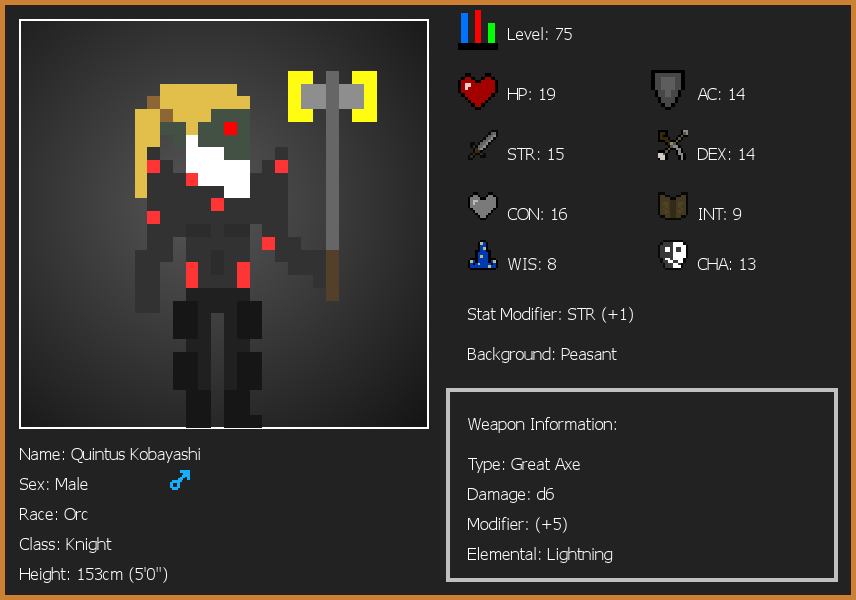 Level: 75
HP: 19
AC: 14
STR: 15
DEX: 14
CON: 16
INT: 9
WIS: 8
CHA: 13
Stat Modifier: STR (+1)
Background: Peasant
Weapon Information:
Type: Great Axe
Damage: d6
Modifier: (+5)
Elemental: Lightning
Name: Quintus Kobayashi
Sex: Male
Race: Orc
Class: Knight
Height: 153cm (5'0")